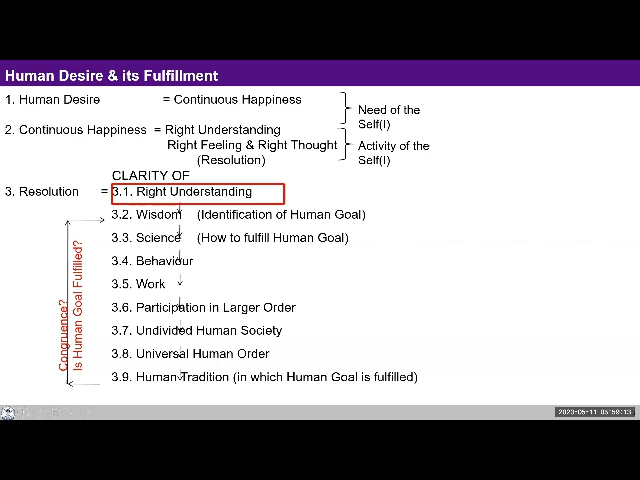 Human Desire & its Fulfillment
1. Human Desire = Continuous Happiness
Need of the
Self(I)
2. Continuous Happiness = Right Understanding
Right Feeling & Right Thought
(Resolution)
Activity of the
Self(I)
CLARITY OF
3. Resolution = 3.1. Right Understanding
3.2. Wisdom (Identification of Human Goal)
3.3. Science (How to fulfill Human Goal)
3.4. Behaviour
3.5. Work
3.6. Participation in Larger Order
3.7. Undivided Human Society
3.8. Universal Human Order
3.9. Human Tradition (in which Human Goal is fulfilled)
Congruence?
Is Human Goal Fulfilled?
2023-05-11 05:59:13